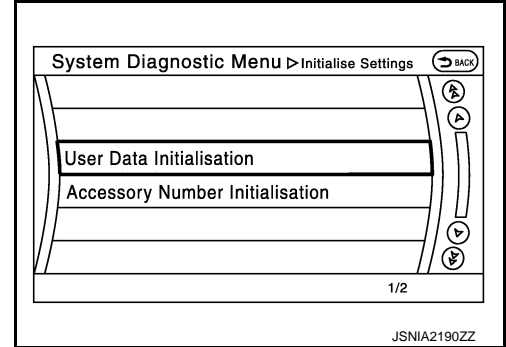 System Diagnostic Menu ▷ Initialise Settings
BACK
User Data Initialisation
Accessory Number Initialisation
1/2
JSNIA2190ZZ